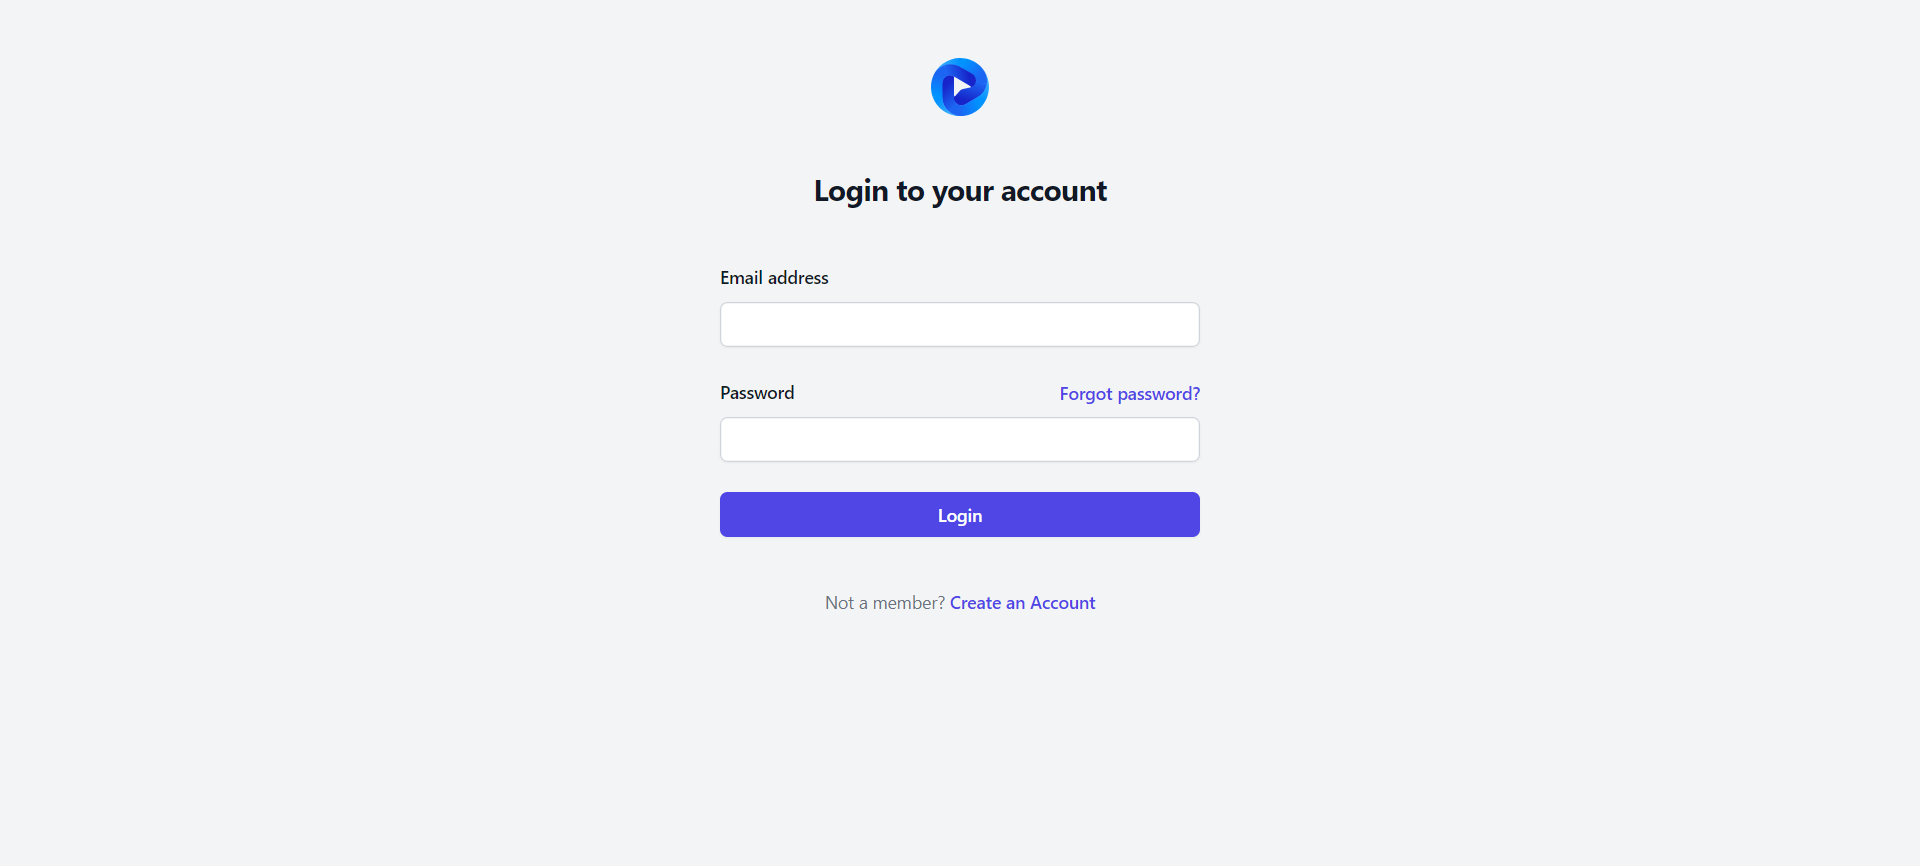 Login to your account
Email address
Password Forgot password?
Login
Not a member? Create an Account